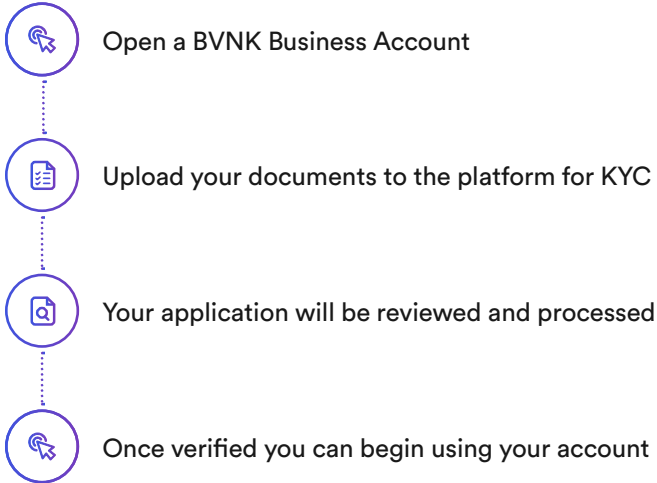 Open a BVNK Business Account
Upload your documents to the platform for KYC
Your application will be reviewed and processed
Once verified you can begin using your account